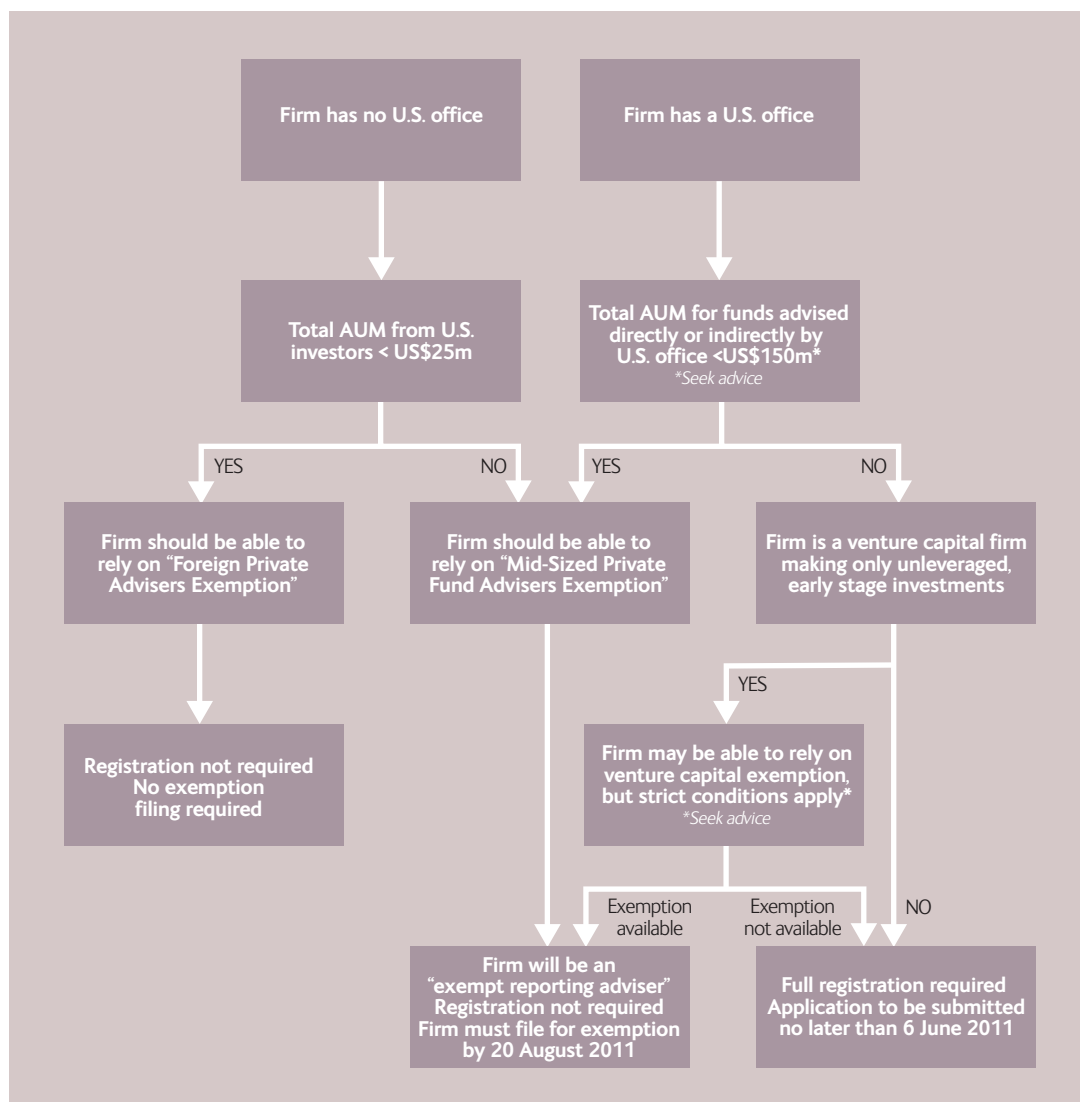 Firm has no U.S. office
Firm has a U.S. office
Total AUM from U.S.
investors < US$25m
Total AUM for funds advised
directly or indirectly by
U.S. office <US$150m*
*Seek advice
YES
NO
YES
NO
Firm should be able to
rely on “Foreign Private
Advisers Exemption”
Firm should be able to
rely on “Mid-Sized Private
Fund Advisers Exemption”
Firm is a venture capital firm
making only unleveraged,
early stage investments
YES
Registration not required
No exemption
filing required
Firm may be able to rely on
venture capital exemption,
but strict conditions apply*
*Seek advice
Exemption
available
Exemption
not available
NO
Firm will be an
“exempt reporting adviser”
Registration not required
Firm must file for exemption
by 20 August 2011
Full registration required
Application to be submitted
no later than 6 June 2011